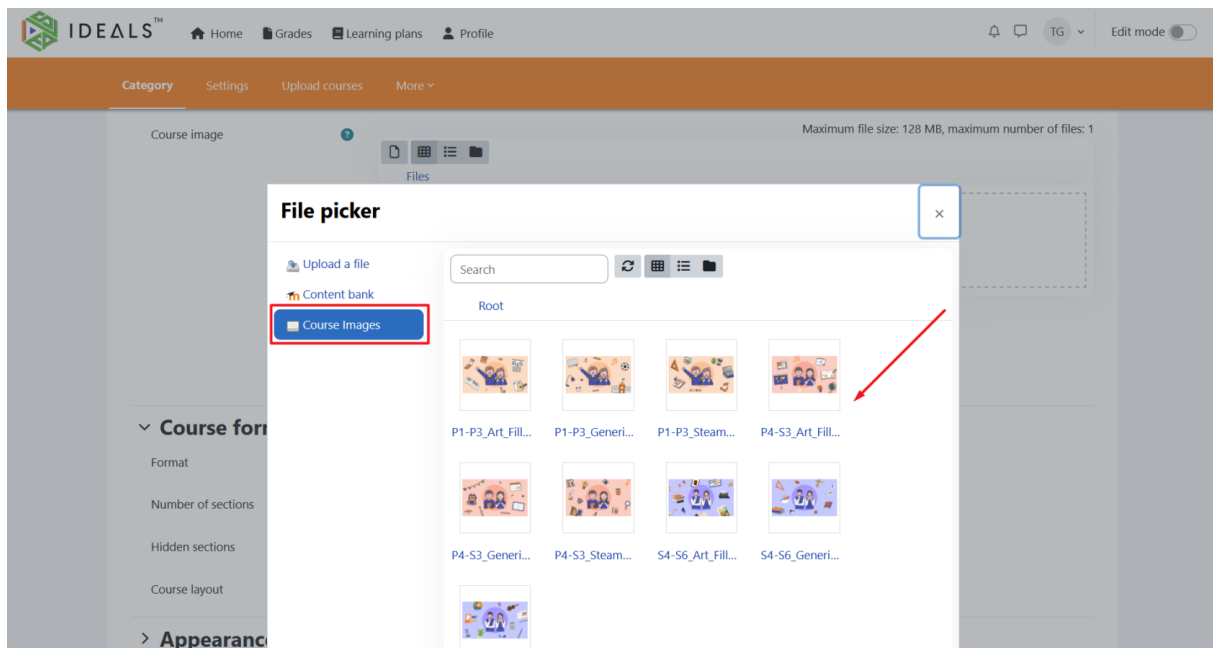 IDEALS™
Home Grades Learning plans Profile TG Edit mode
Category Settings Upload courses More
Course image ? Maximum file size: 128 MB, maximum number of files: 1
Files
File picker
Upload a file
Search
Content bank
Root
Course Images
P1-P3_Art_Fill... P1-P3_Generi... P1-P3_Steam... P4-S3_Art_Fill...
Course forr
Format
Number of sections
Hidden sections
P4-S3_Generi... P4-S3_Steam... S4-S6_Art_Fill... S4-S6_Generi...
Course layout
Appearanc